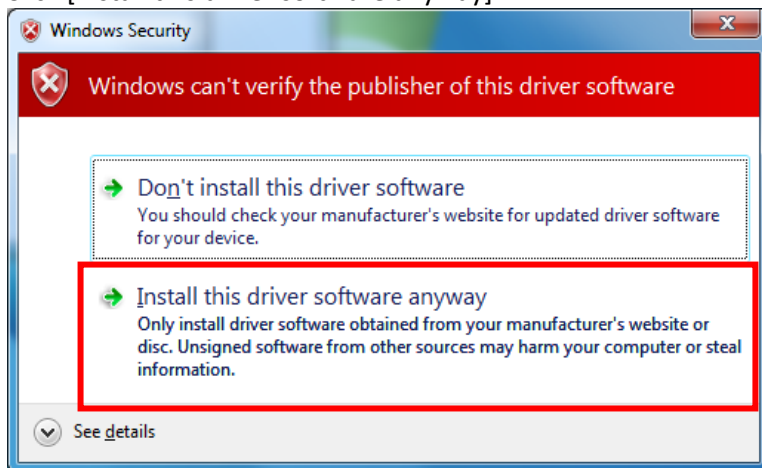 Windows Security
Windows can't verify the publisher of this driver software
Don't install this driver software
You should check your manufacturer's website for updated driver software
for your device.
Install this driver software anyway
Only install driver software obtained from your manufacturer's website or
disc. Unsigned software from other sources may harm your computer or steal
information.
See details